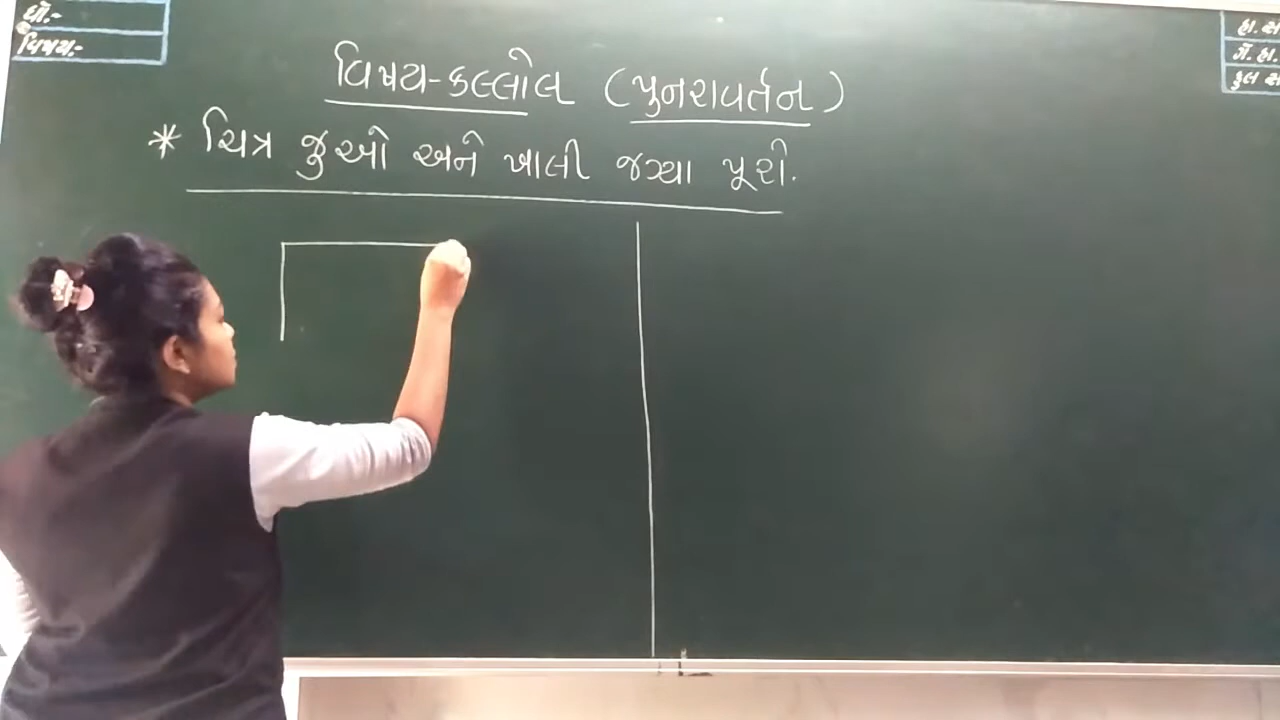 ધો.-
વિષય:-
વિષય-કલ્લોલ (પુનરાવર્તન)
* ચિત્ર જુઓ અને ખાલી જગ્યા પૂરો.
હા. સ
ગૈ. હા.
કુલ સ